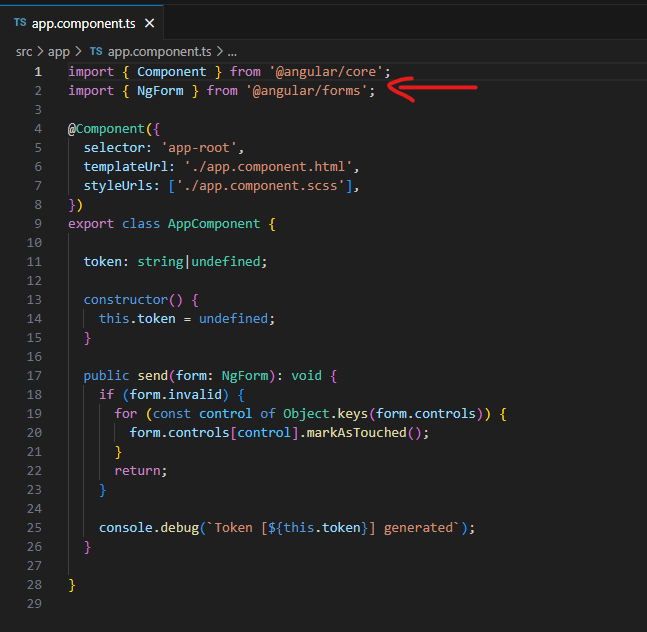 TS app.component.ts ×
src > app > TS app.component.ts > ...
1 import { Component } from '@angular/core';
2 import { NgForm } from '@angular/forms';
3
4 @Component({
5   selector: 'app-root',
6   templateUrl: './app.component.html',
7   styleUrls: ['./app.component.scss'],
8 })
9 export class AppComponent {
10
11   token: string|undefined;
12
13   constructor() {
14     this.token = undefined;
15   }
16
17   public send(form: NgForm): void {
18     if (form.invalid) {
19       for (const control of Object.keys(form.controls)) {
20         form.controls[control].markAsTouched();
21       }
22       return;
23     }
24
25     console.debug(`Token [${this.token}] generated`);
26   }
27
28 }
29